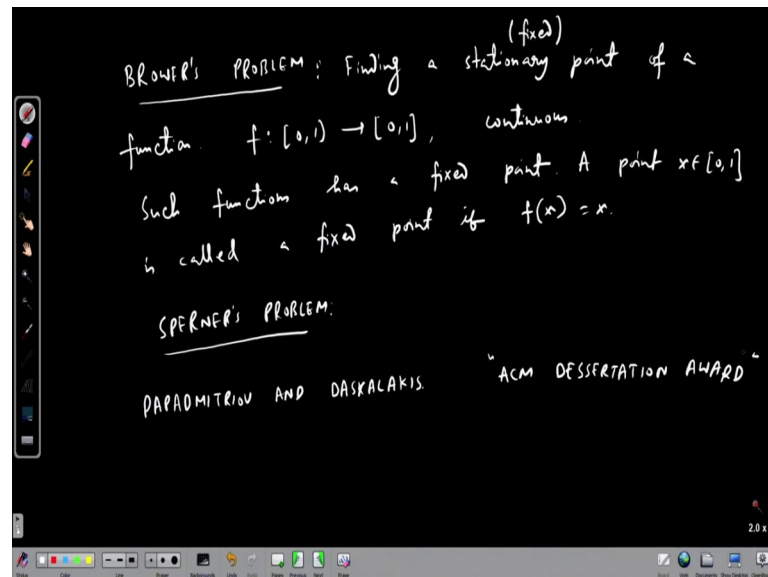 (fixed)
BROWER'S PROBLEM: Finding a stationary point of a
function. f: [0,1) → [0,1], continuous.
Such functions has a fixed point. A point x∈[0,1]
is called a fixed point if f(x) = x.
SPERNER'S PROBLEM:
PAPADMITRIOU AND DASKALAKIS. "ACM DESSERTATION AWARD"
2.0 x